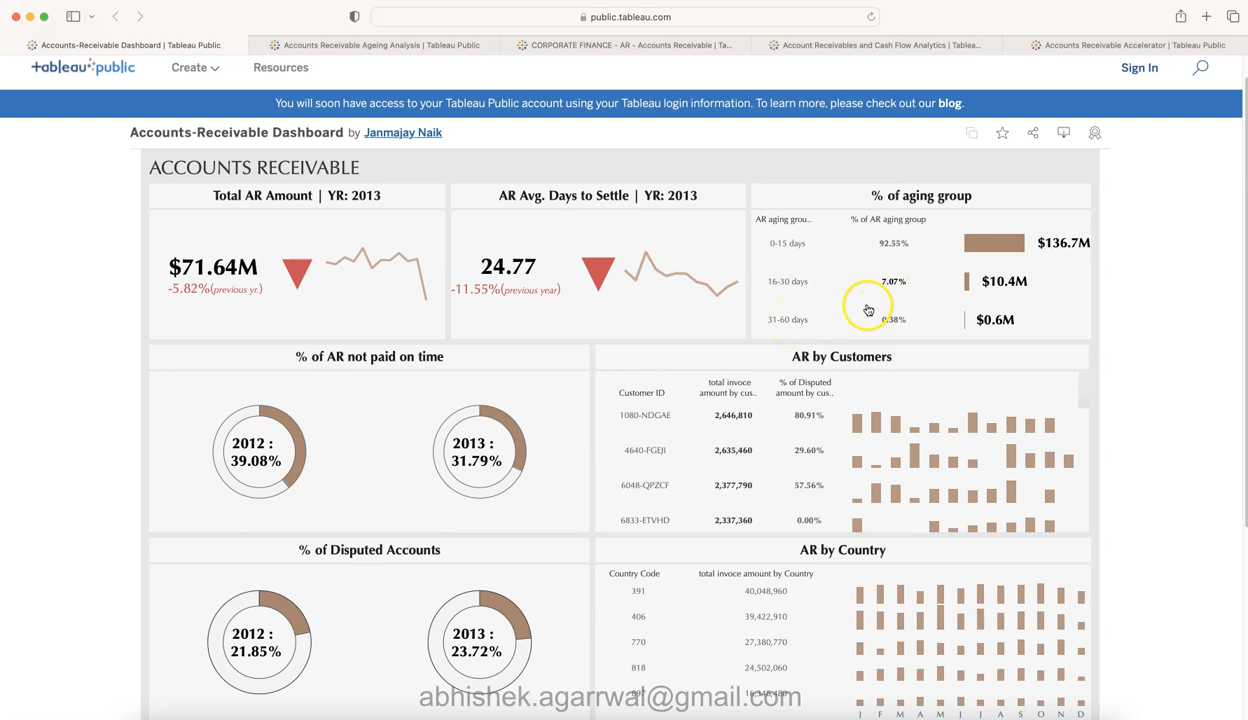 public.tableau.com
Accounts-Receivable Dashboard | Tableau Public
Accounts Receivable Ageing Analysis | Tableau Public
CORPORATE FINANCE - AR - Accounts Receivable | Ta...
Account Receivables and Cash Flow Analytics | Tablea...
Accounts Receivable Accelerator | Tableau Public
+ableau+public
Create
Resources
Sign In
You will soon have access to your Tableau Public account using your Tableau login information. To learn more, please check out our blog.
Accounts-Receivable Dashboard by Janmajay Naik
ACCOUNTS RECEIVABLE
Total AR Amount | YR: 2013
$71.64M
-5.82%(previous yr.)
AR Avg. Days to Settle | YR: 2013
24.77
-11.55%(previous year)
% of aging group
AR aging grou.. % of AR aging group
0-15 days 92.55% $136.7M
16-30 days 7.07% $10.4M
31-60 days 0.38% $0.6M
% of AR not paid on time
2012 :
39.08%
2013 :
31.79%
AR by Customers
Customer ID total invoce amount by cus.. % of Disputed amount by cus..
1080-NDGAE 2,646,810 80.91%
4640-FGEJI 2,635,460 29.60%
6048-QPZCF 2,377,790 57.56%
6833-ETVHD 2,337,360 0.00%
% of Disputed Accounts
2012 :
21.85%
2013 :
23.72%
AR by Country
Country Code total invoice amount by Country
391 40,048,960
406 39,422,910
770 27,380,770
818 24,502,060
J F M A M J J A S O N D
abhishek.agarrwal@gmail.com